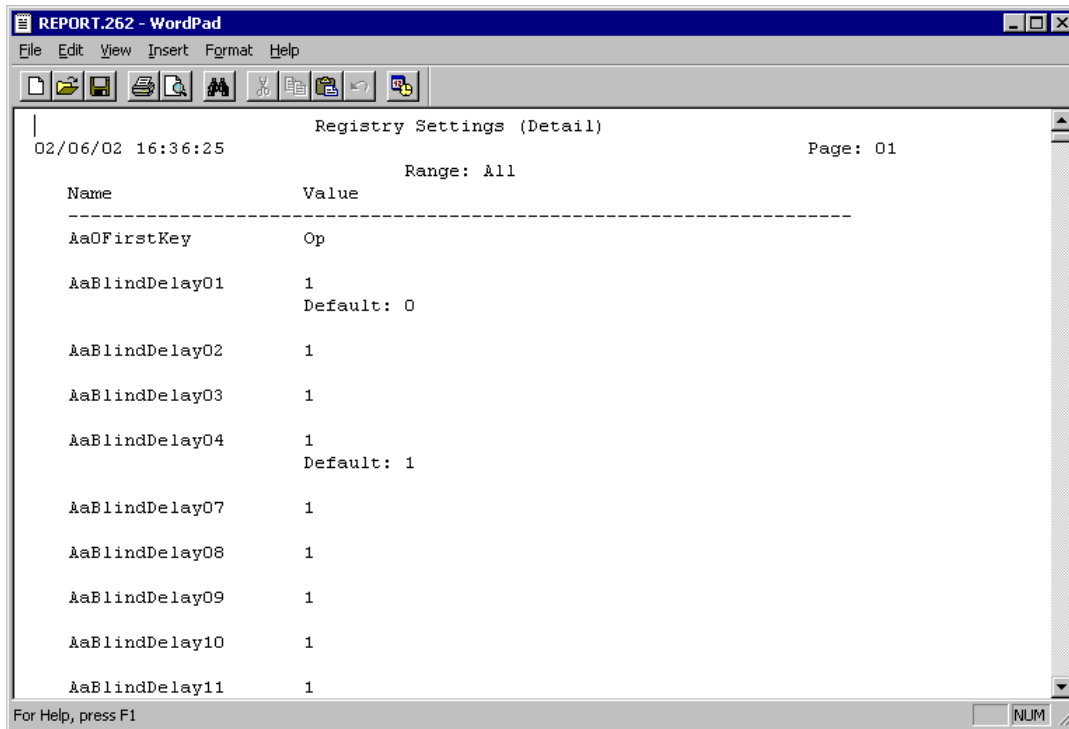 REPORT.262 - WordPad
File Edit View Insert Format Help
Registry Settings (Detail)
02/06/02 16:36:25 Page: 01
Range: All
Name Value
----------------------------------------------------------------------
Aa0FirstKey Op
AaBlindDelay01 1
Default: 0
AaBlindDelay02 1
AaBlindDelay03 1
AaBlindDelay04 1
Default: 1
AaBlindDelay07 1
AaBlindDelay08 1
AaBlindDelay09 1
AaBlindDelay10 1
AaBlindDelay11 1
For Help, press F1 NUM